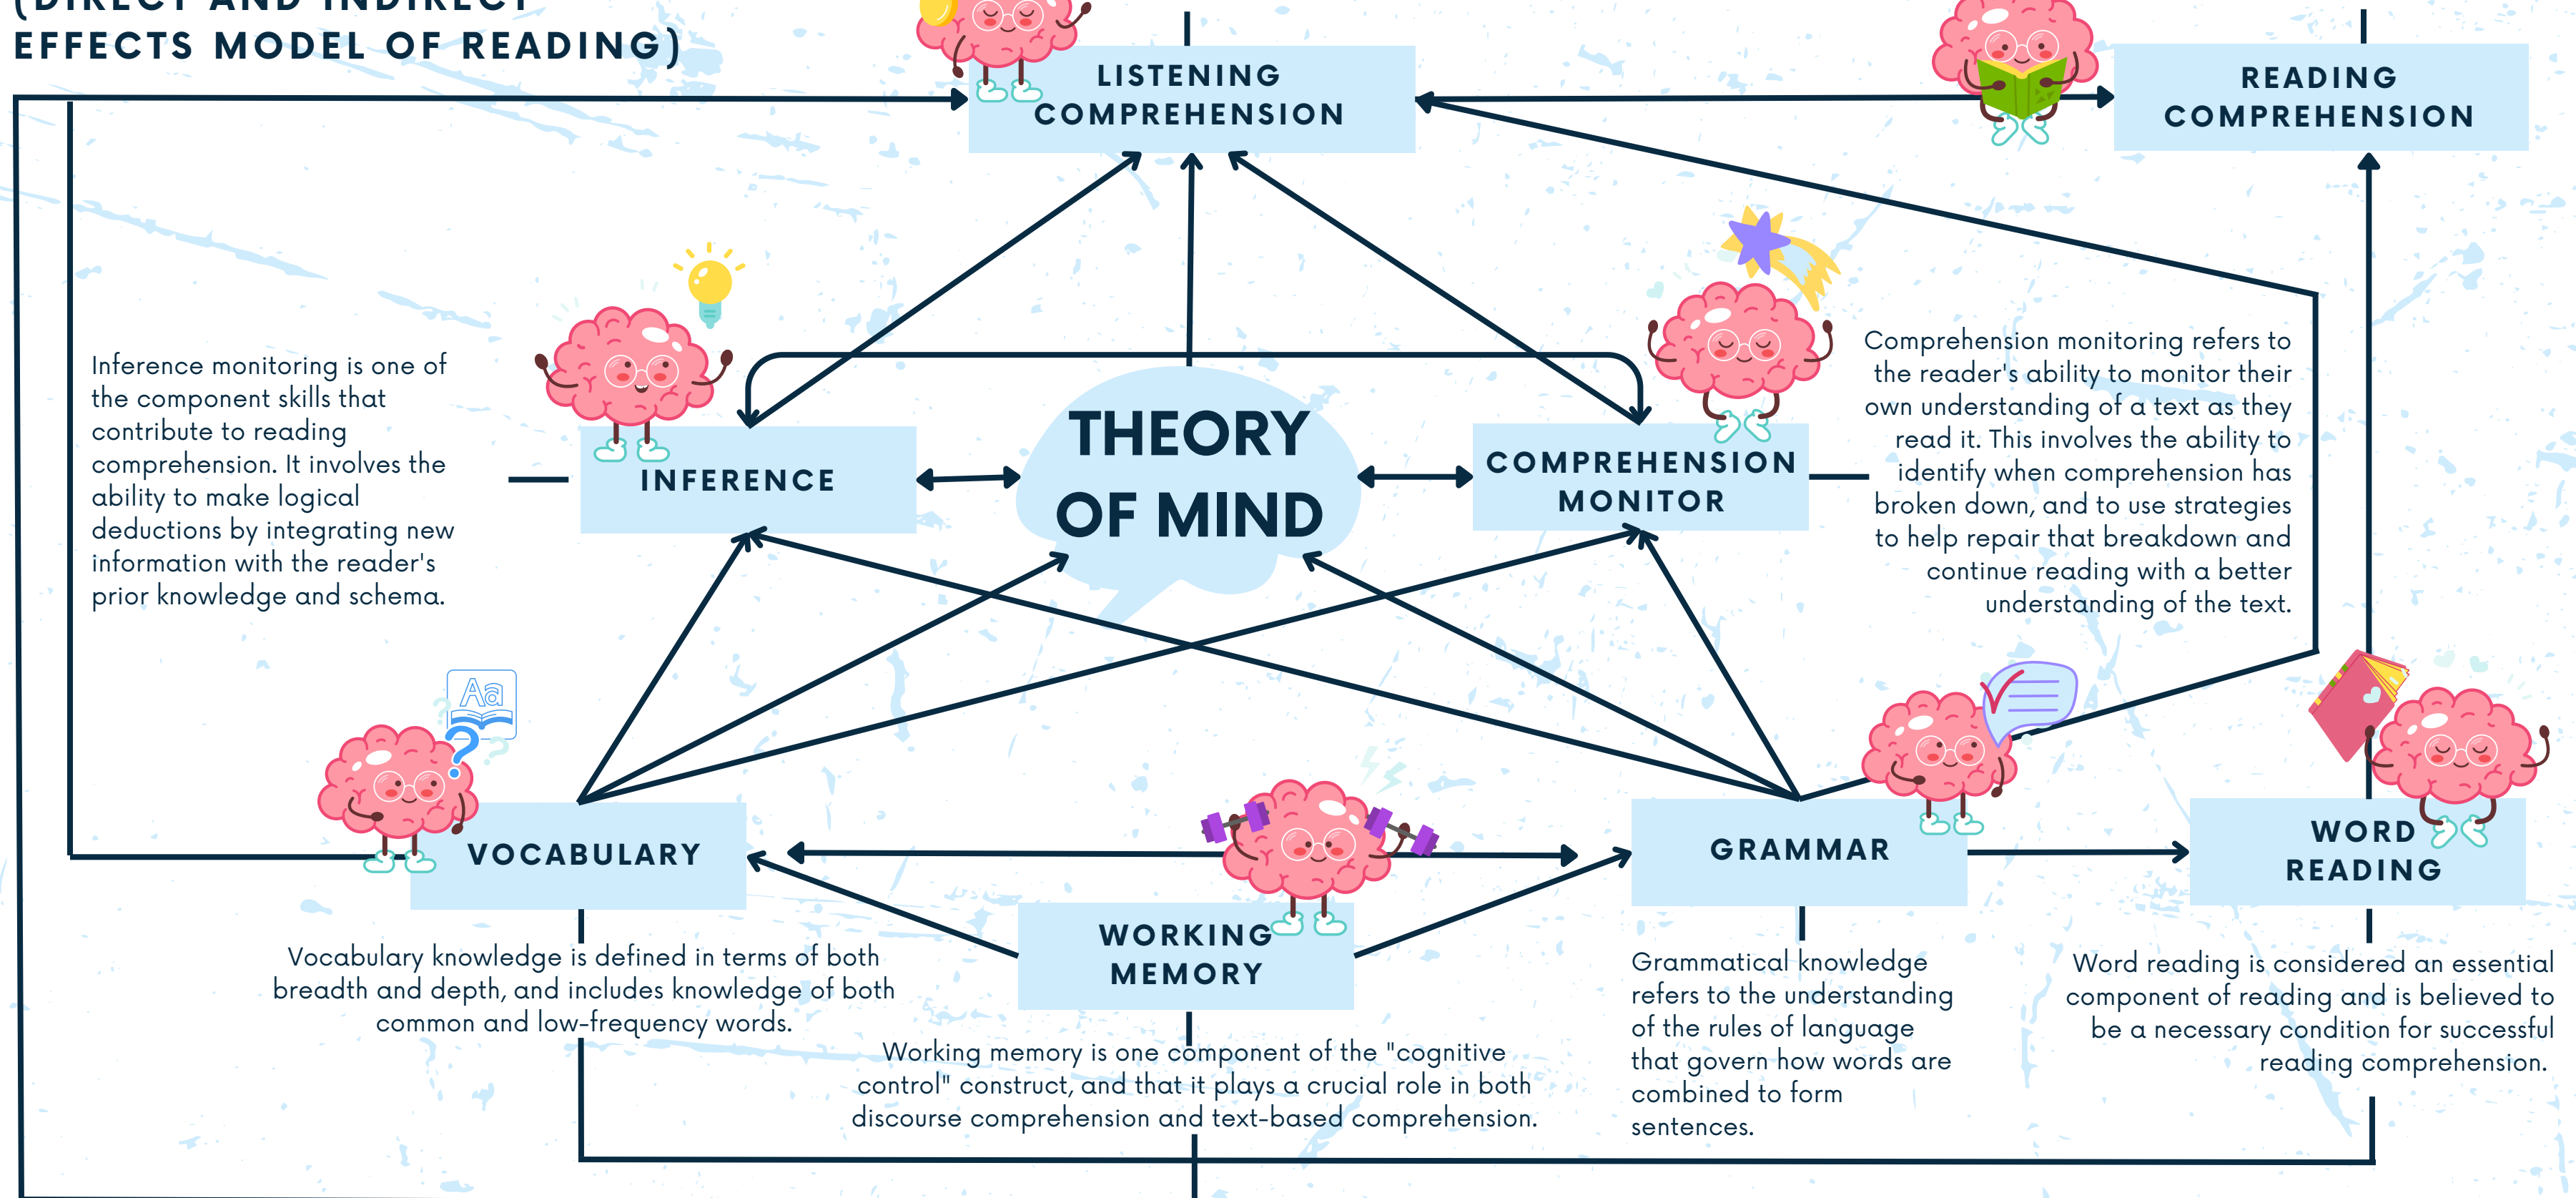 (DIRECT AND INDIRECT
EFFECTS MODEL OF READING)
LISTENING
COMPREHENSION
READING
COMPREHENSION
Inference monitoring is one of
the component skills that
contribute to reading
comprehension. It involves the
ability to make logical
deductions by integrating new
information with the reader's
prior knowledge and schema.
INFERENCE
THEORY
OF MIND
COMPREHENSION
MONITOR
Comprehension monitoring refers to
the reader's ability to monitor their
own understanding of a text as they
read it. This involves the ability to
identify when comprehension has
broken down, and to use strategies
to help repair that breakdown and
continue reading with a better
understanding of the text.
Aa
?
?
?
VOCABULARY
Vocabulary knowledge is defined in terms of both
breadth and depth, and includes knowledge of both
common and low-frequency words.
WORKING
MEMORY
Working memory is one component of the "cognitive
control" construct, and that it plays a crucial role in both
discourse comprehension and text-based comprehension.
GRAMMAR
Grammatical knowledge
refers to the understanding
of the rules of language
that govern how words are
combined to form
sentences.
WORD
READING
Word reading is considered an essential
component of reading and is believed to
be a necessary condition for successful
reading comprehension.